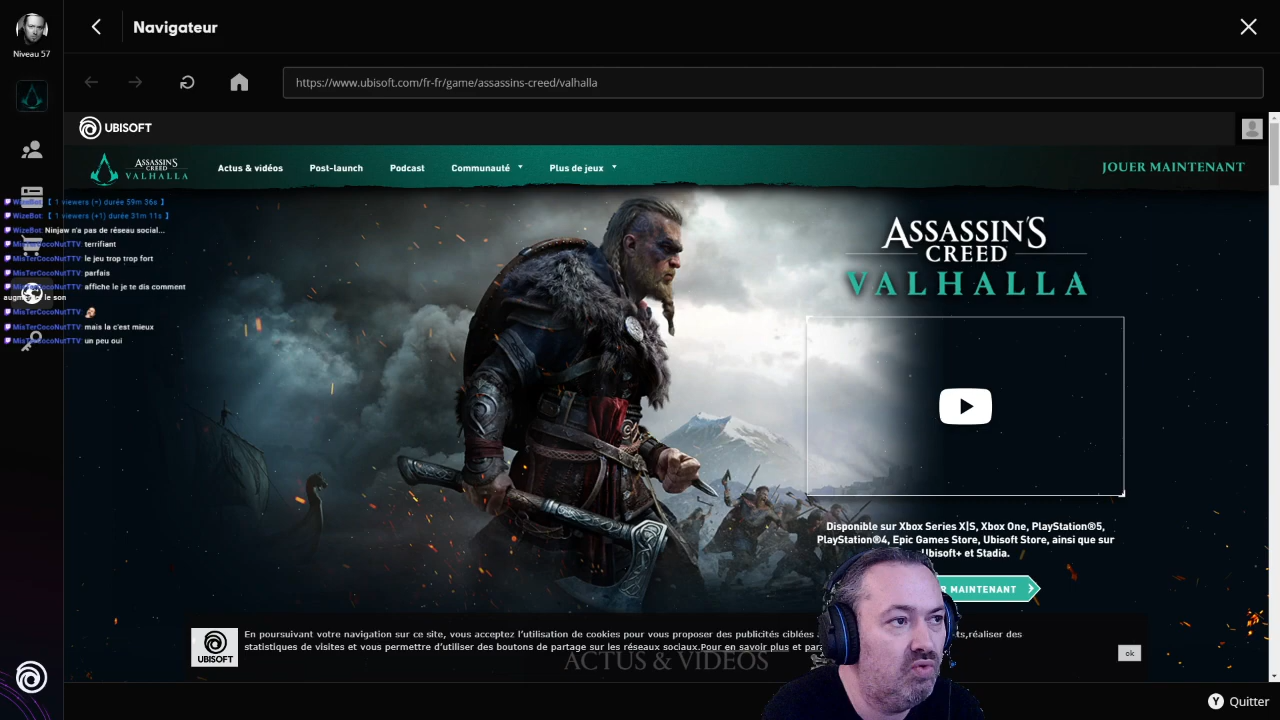 Niveau 57
Navigateur
https://www.ubisoft.com/fr-fr/game/assassins-creed/valhalla
UBISOFT
ASSASSIN'S
CREED
VALHALLA
Actus & vidéos
Post-launch
Podcast
Communauté
Plus de jeux
JOUER MAINTENANT
WizeBot: 【 1 viewers (=) durée 59m 36s 】
WizeBot: 【 1 viewers (+1) durée 31m 11s 】
WizeBot: Ninjaw n'a pas de réseau social...
MisTerCocoNutTTV: terrifiant
MisTerCocoNutTTV: le jeu trop trop fort
MisTerCocoNutTTV: parfais
MisTerCocoNutTTV: affiche le je te dis comment
le son
MisTerCocoNutTTV:
MisTerCocoNutTTV: mais la c'est mieux
MisTerCocoNutTTV: un peu oui
ASSASSIN'S
CREED
VALHALLA
Disponible sur Xbox Series X|S, Xbox One, PlayStation®5,
PlayStation®4, Epic Games Store, Ubisoft Store, ainsi que sur
Ubisoft+ et Stadia.
MAINTENANT
UBISOFT
En poursuivant votre navigation sur ce site, vous acceptez l'utilisation de cookies pour vous proposer des publicités ciblées
réaliser des
statistiques de visites et vous permettre d'utiliser des boutons de partage sur les réseaux sociaux.Pour en savoir plus et
ok
ACTUS & VIDÉOS
Y Quitter